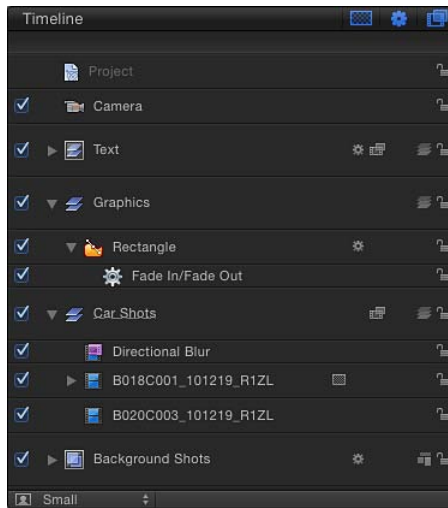 Timeline
Project
Camera
Text
Graphics
Rectangle
Fade In/Fade Out
Car Shots
Directional Blur
B018C001_101219_R1ZL
B020C003_101219_R1ZL
Background Shots
Small